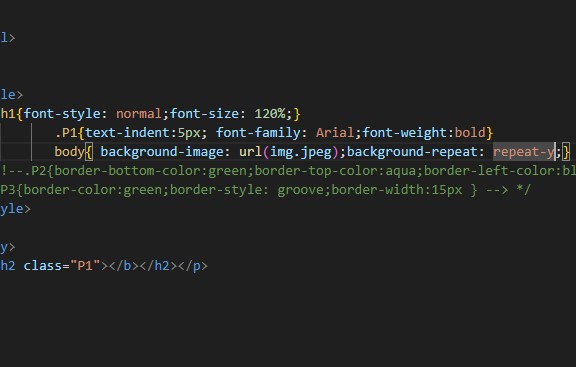 l>
le>
h1{font-style: normal;font-size: 120%;}
.P1{text-indent:5px; font-family: Arial;font-weight:bold}
body{ background-image: url(img.jpeg);background-repeat: repeat-y;}
!--.P2{border-bottom-color:green;border-top-color:aqua;border-left-color:bl
P3{border-color:green;border-style: groove;border-width:15px } --> */
yle>
y>
h2 class="P1"></b></h2></p>